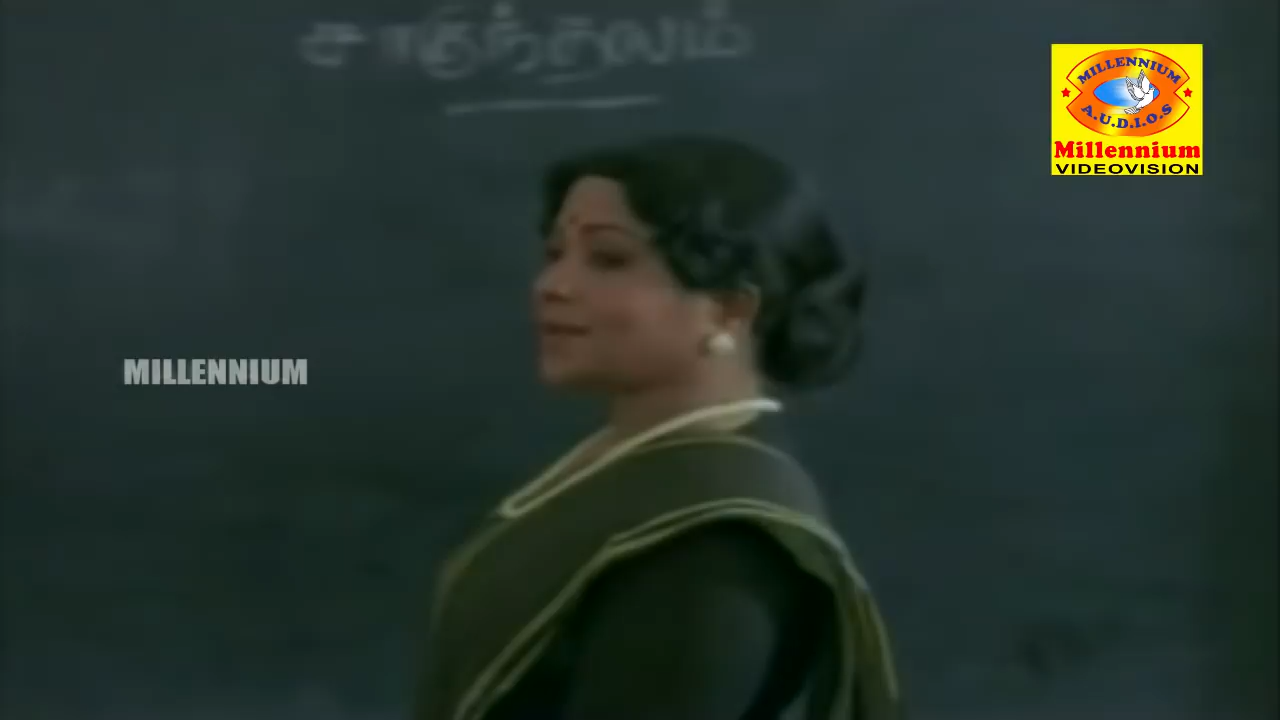 சாகுந்தலம்
MILLENNIUM
A.U.D.I.O.S
Millennium
VIDEOVISION
MILLENNIUM